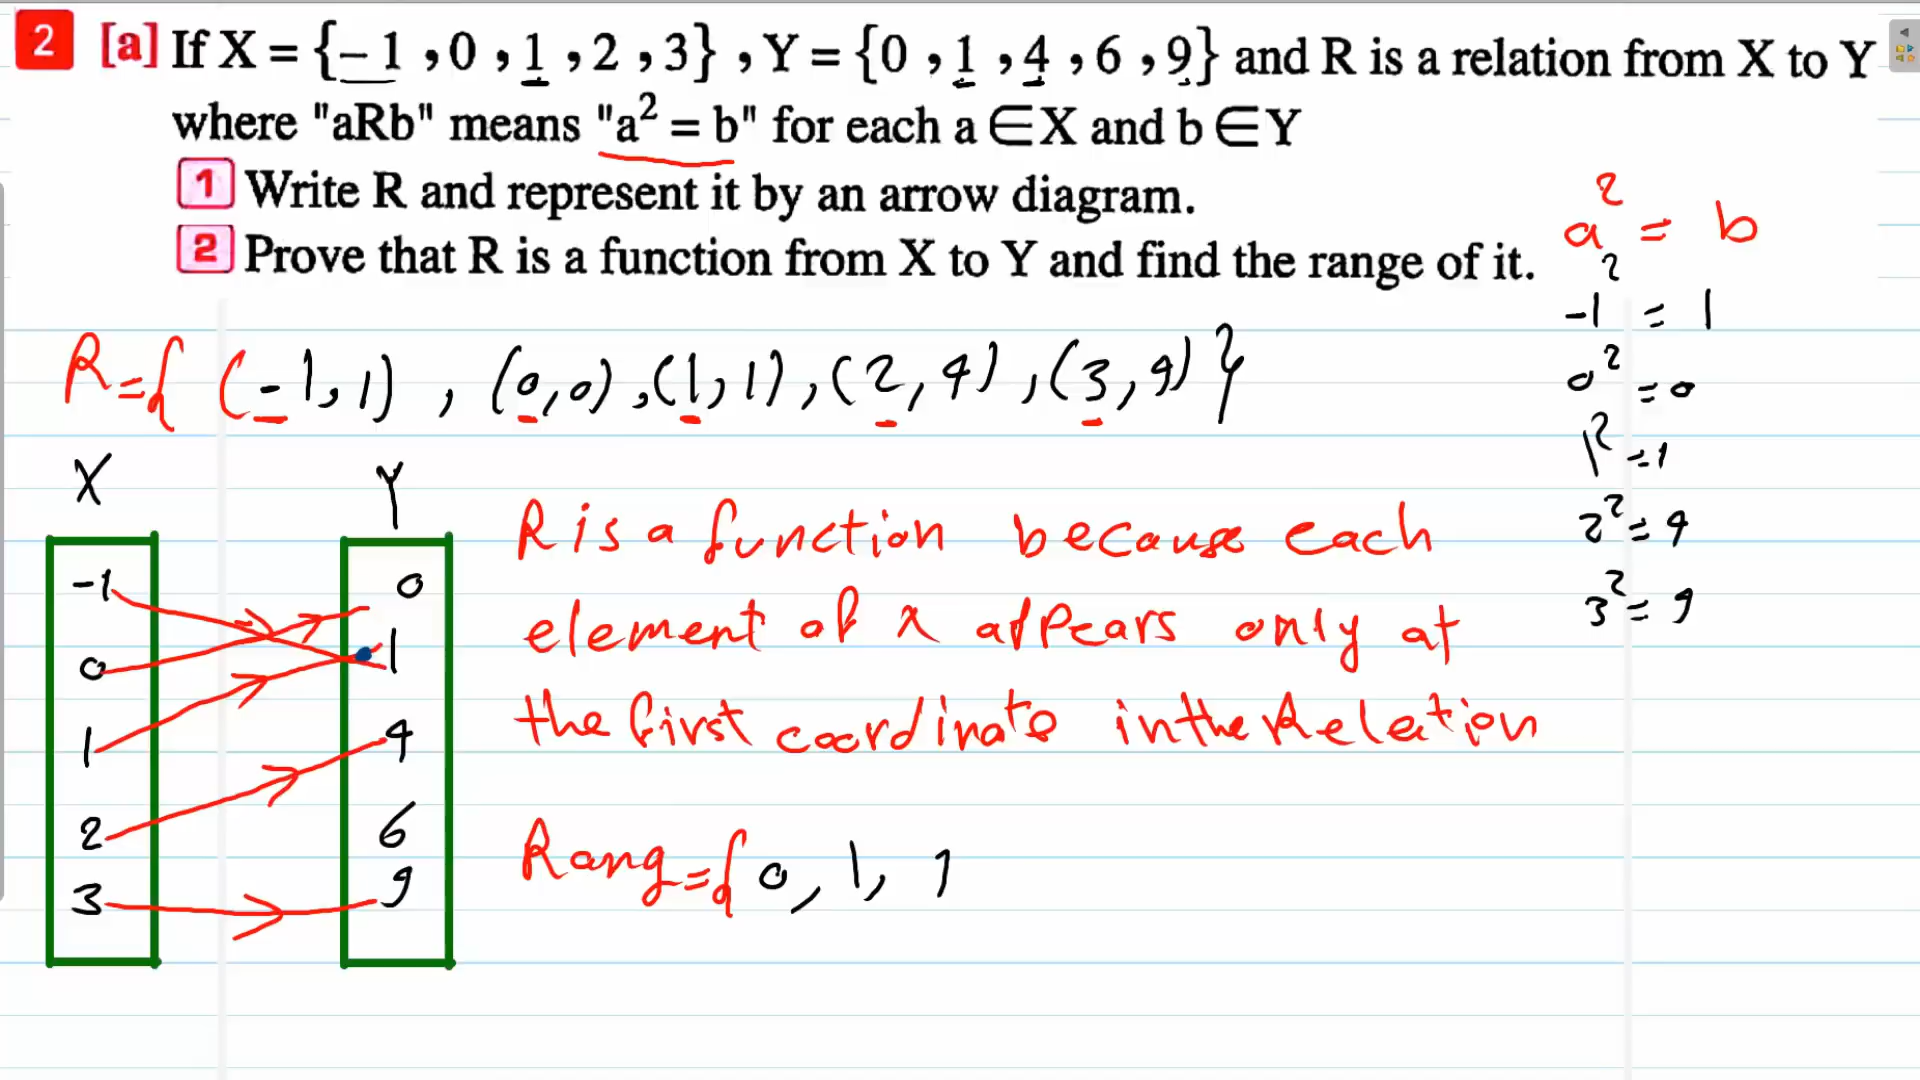 2 [a] If X = {−1 , 0 , 1 , 2 , 3} , Y = {0 , 1 , 4 , 6 , 9} and R is a relation from X to Y
where "aRb" means "a² = b" for each a ∈ X and b ∈ Y
1 Write R and represent it by an arrow diagram.
2 Prove that R is a function from X to Y and find the range of it.
a² = b
-1² = 1
0² = 0
1² = 1
2² = 4
3² = 9
R = { (-1, 1) , (0, 0) , (1, 1) , (2, 4) , (3, 9) }
X Y
-1 0
0 1
1 4
2 6
3 9
R is a function because each
element of x appears only at
the first coordinate in the Relation
Rang = { 0, 1,